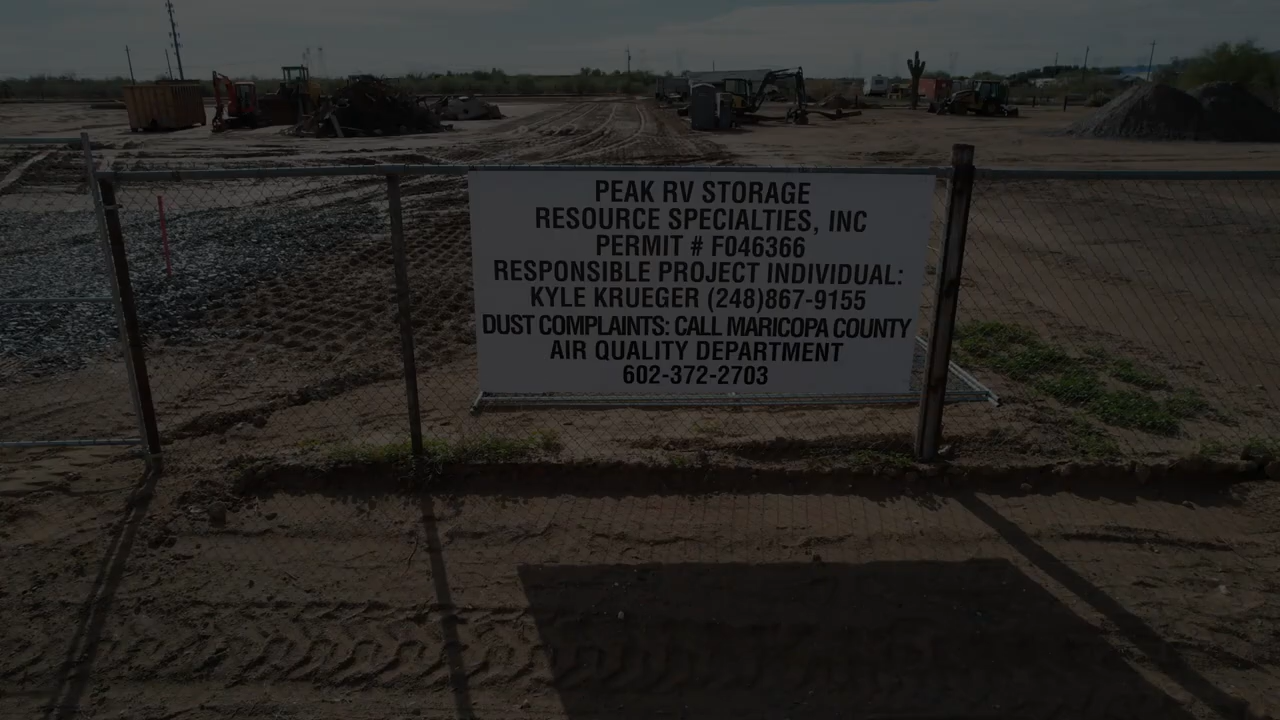 PEAK RV STORAGE
RESOURCE SPECIALTIES, INC
PERMIT # F046366
RESPONSIBLE PROJECT INDIVIDUAL:
KYLE KRUEGER (248)867-9155
DUST COMPLAINTS: CALL MARICOPA COUNTY
AIR QUALITY DEPARTMENT
602-372-2703